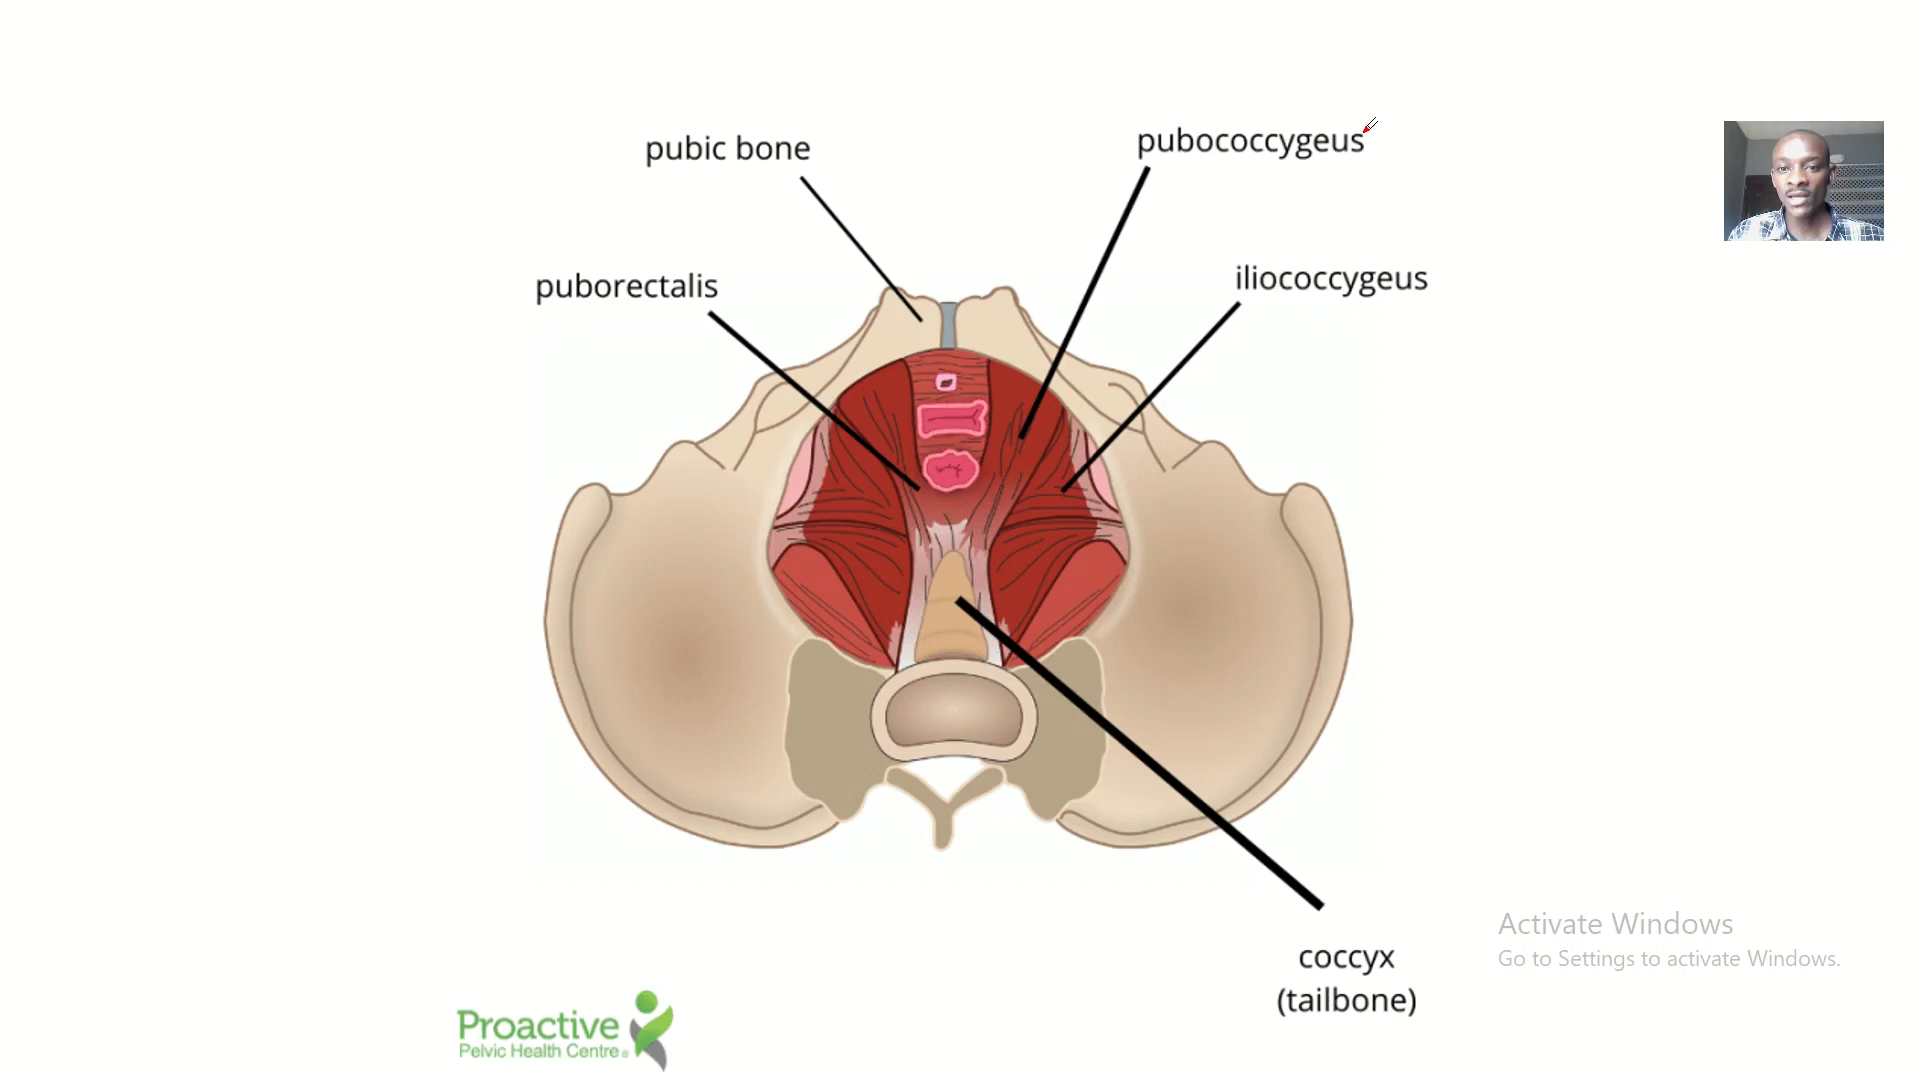 pubic bone
pubococcygeus
puborectalis
iliococcygeus
coccyx
(tailbone)
Activate Windows
Go to Settings to activate Windows.
Proactive
Pelvic Health Centre